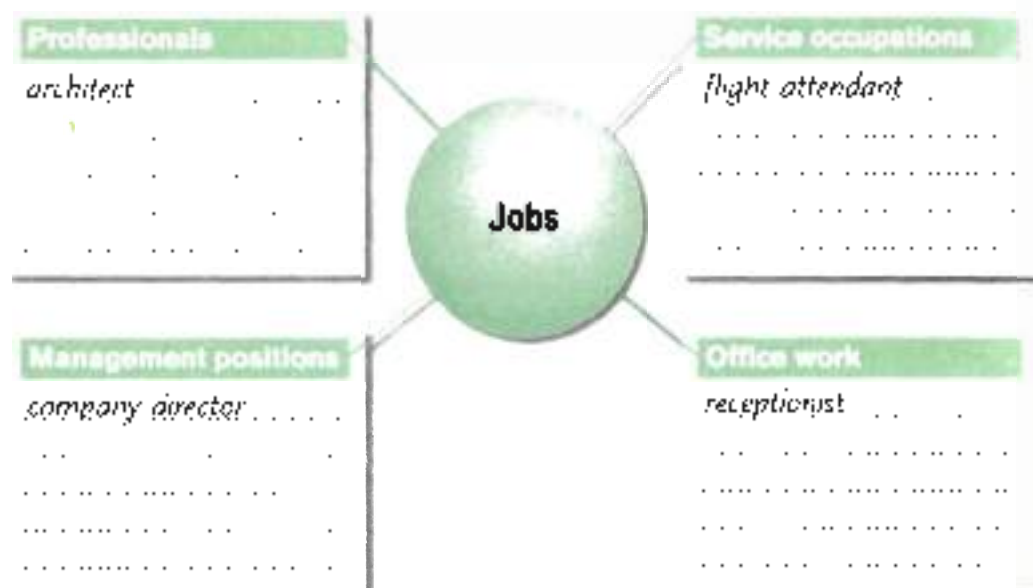 Professionals
architect
Service occupations
flight attendant
Jobs
Management positions
company director
Office work
receptionist